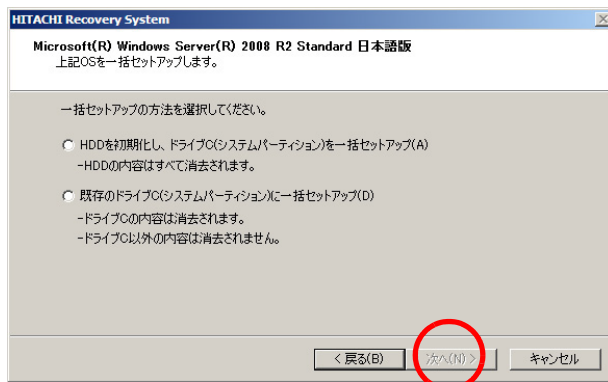 HITACHI Recovery System
Microsoft(R) Windows Server(R) 2008 R2 Standard 日本語版
上記OSを一括セットアップします。
一括セットアップの方法を選択してください。
HDDを初期化し、ドライブC(システムパーティション)を一括セットアップ(A)
-HDDの内容はすべて消去されます。
既存のドライブC(システムパーティション)に一括セットアップ(D)
-ドライブCの内容は消去されます。
-ドライブC以外の内容は消去されません。
< 戻る(B) 次へ(N) > キャンセル